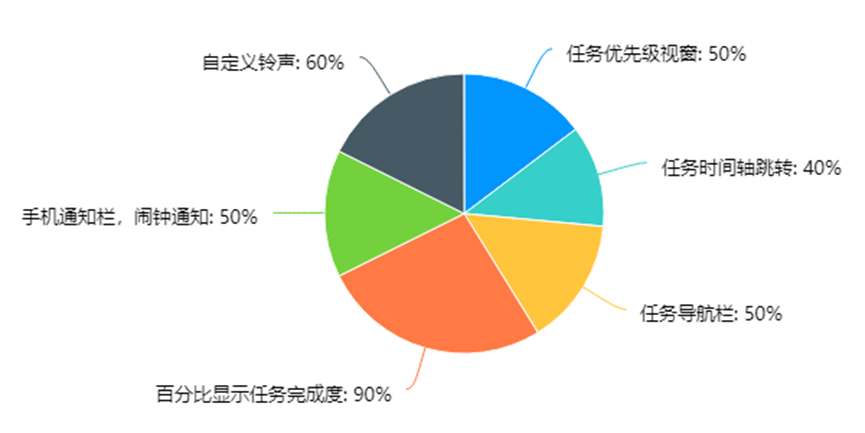 自定义铃声: 60%
任务优先级视窗: 50%
任务时间轴跳转: 40%
手机通知栏，闹钟通知: 50%
任务导航栏: 50%
百分比显示任务完成度: 90%